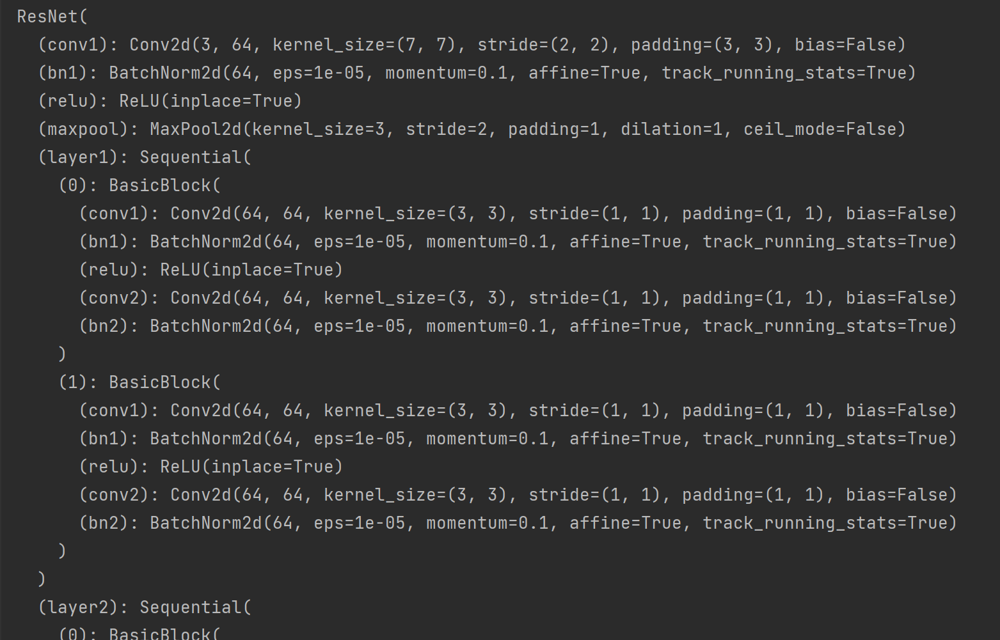 ResNet(
  (conv1): Conv2d(3, 64, kernel_size=(7, 7), stride=(2, 2), padding=(3, 3), bias=False)
  (bn1): BatchNorm2d(64, eps=1e-05, momentum=0.1, affine=True, track_running_stats=True)
  (relu): ReLU(inplace=True)
  (maxpool): MaxPool2d(kernel_size=3, stride=2, padding=1, dilation=1, ceil_mode=False)
  (layer1): Sequential(
    (0): BasicBlock(
      (conv1): Conv2d(64, 64, kernel_size=(3, 3), stride=(1, 1), padding=(1, 1), bias=False)
      (bn1): BatchNorm2d(64, eps=1e-05, momentum=0.1, affine=True, track_running_stats=True)
      (relu): ReLU(inplace=True)
      (conv2): Conv2d(64, 64, kernel_size=(3, 3), stride=(1, 1), padding=(1, 1), bias=False)
      (bn2): BatchNorm2d(64, eps=1e-05, momentum=0.1, affine=True, track_running_stats=True)
    )
    (1): BasicBlock(
      (conv1): Conv2d(64, 64, kernel_size=(3, 3), stride=(1, 1), padding=(1, 1), bias=False)
      (bn1): BatchNorm2d(64, eps=1e-05, momentum=0.1, affine=True, track_running_stats=True)
      (relu): ReLU(inplace=True)
      (conv2): Conv2d(64, 64, kernel_size=(3, 3), stride=(1, 1), padding=(1, 1), bias=False)
      (bn2): BatchNorm2d(64, eps=1e-05, momentum=0.1, affine=True, track_running_stats=True)
    )
  )
  (layer2): Sequential(
    (0): BasicBlock(